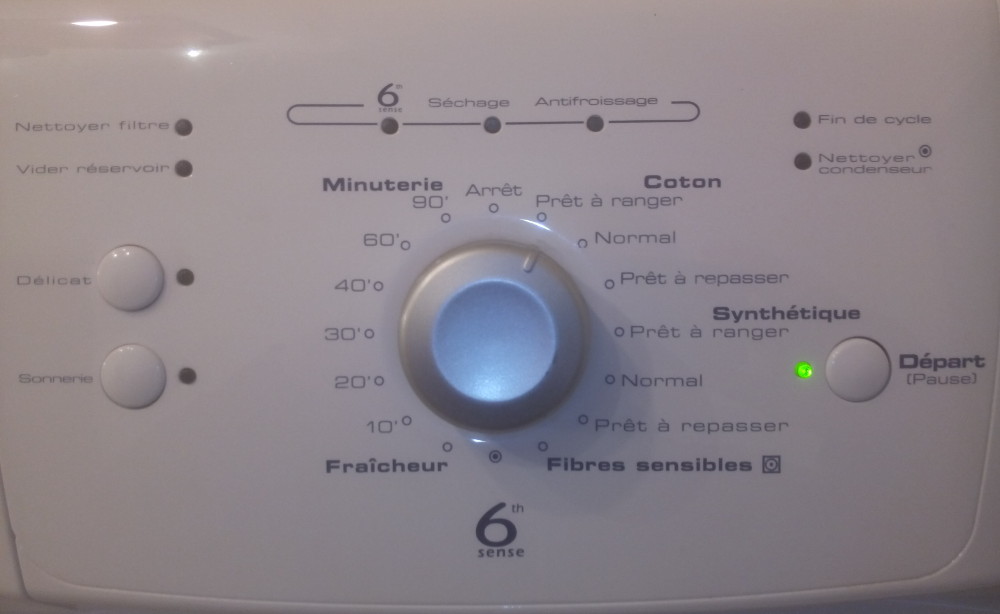 6th
sense
Séchage
Antifroissage
Nettoyer filtre
Vider réservoir
Fin de cycle
Nettoyer
condenseur
Minuterie
Arrêt
Coton
90'
Prêt à ranger
60'
Normal
40'
Prêt à repasser
Délicat
Synthétique
30'
Prêt à ranger
Départ
(Pause)
Sonnerie
20'
Normal
10'
Prêt à repasser
Fraîcheur
Fibres sensibles
6th
sense